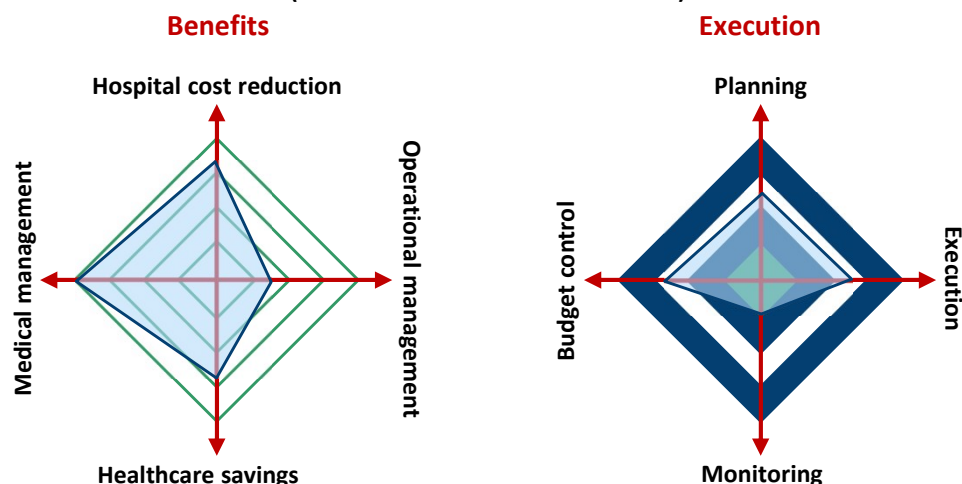 Benefits
Execution
Hospital cost reduction
Planning
Medical management
Operational management
Budget control
Execution
Healthcare savings
Monitoring